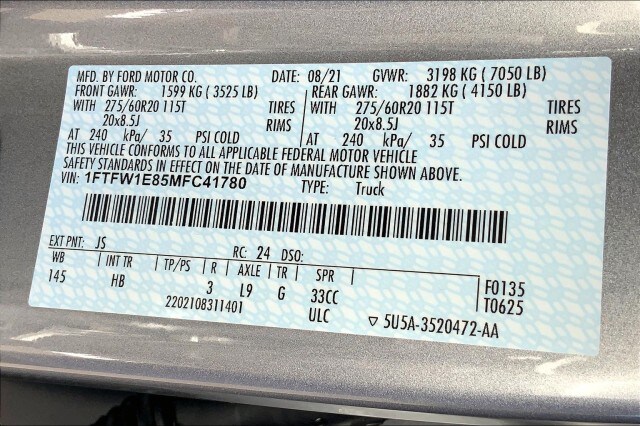 MFD. BY FORD MOTOR CO. DATE: 08/21 GVWR: 3198 KG ( 7050 LB)
FRONT GAWR: 1599 KG ( 3525 LB) REAR GAWR: 1882 KG ( 4150 LB)
WITH 275/60R20 115T TIRES WITH 275/60R20 115T TIRES
20x8.5J RIMS 20x8.5J RIMS
AT 240 kPa/ 35 PSI COLD AT 240 kPa/ 35 PSI COLD
THIS VEHICLE CONFORMS TO ALL APPLICABLE FEDERAL MOTOR VEHICLE
SAFETY STANDARDS IN EFFECT ON THE DATE OF MANUFACTURE SHOWN ABOVE.
VIN: 1FTFW1E85MFC41780 TYPE: Truck
EXT PNT: JS RC: 24 DSO:
WB INT TR TP/PS R AXLE TR SPR F0135
145 HB 3 L9 G 33CC T0625
2202108311401 ULC ▽ 5U5A-3520472-AA